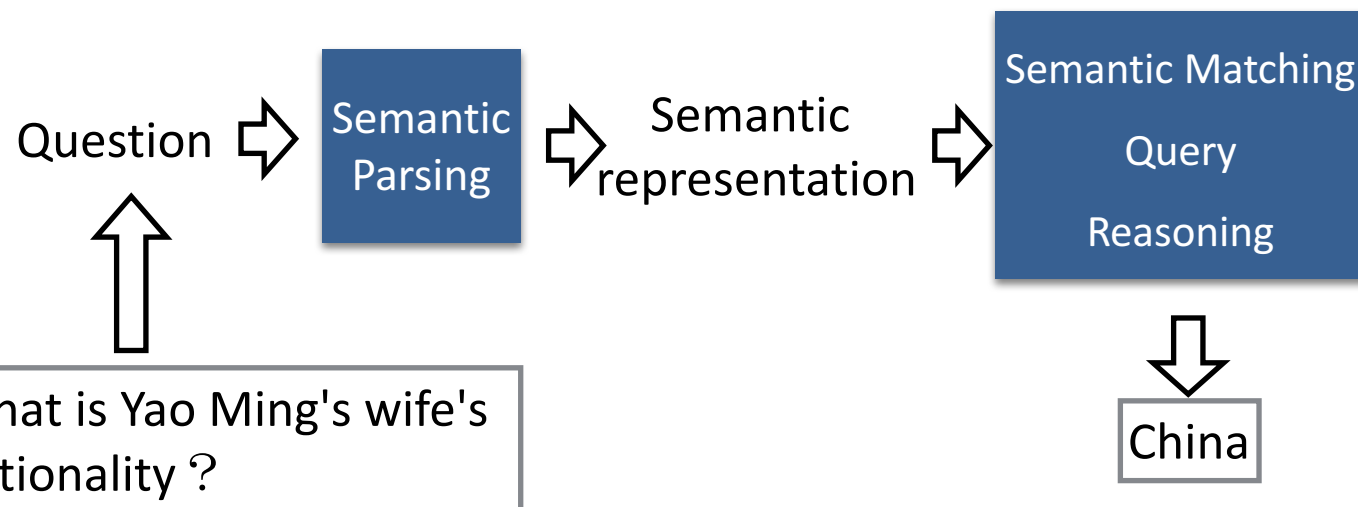 Question
Semantic
Parsing
Semantic
representation
Semantic Matching
Query
Reasoning
hat is Yao Ming's wife's
tionality？
China